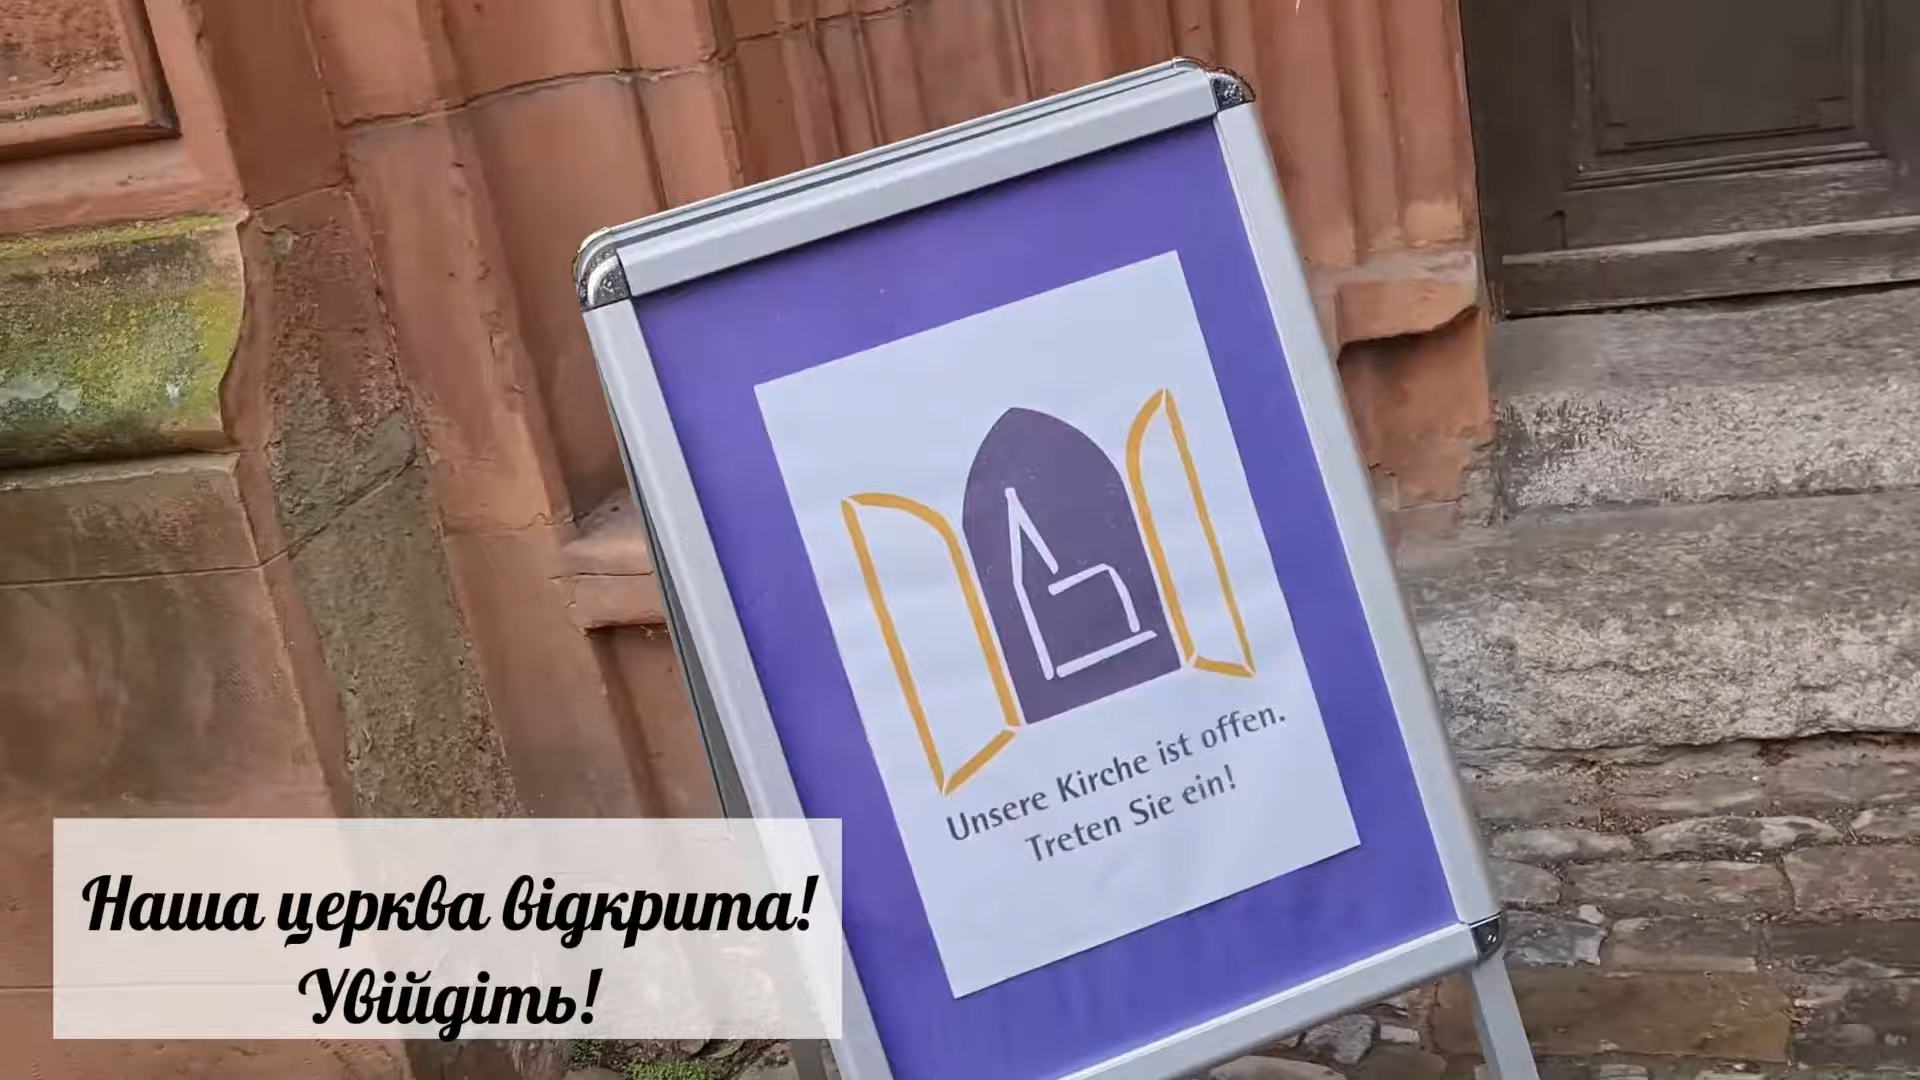 Unsere Kirche ist offen.
Treten Sie ein!
Наша церква відкрита!
Увійдіть!